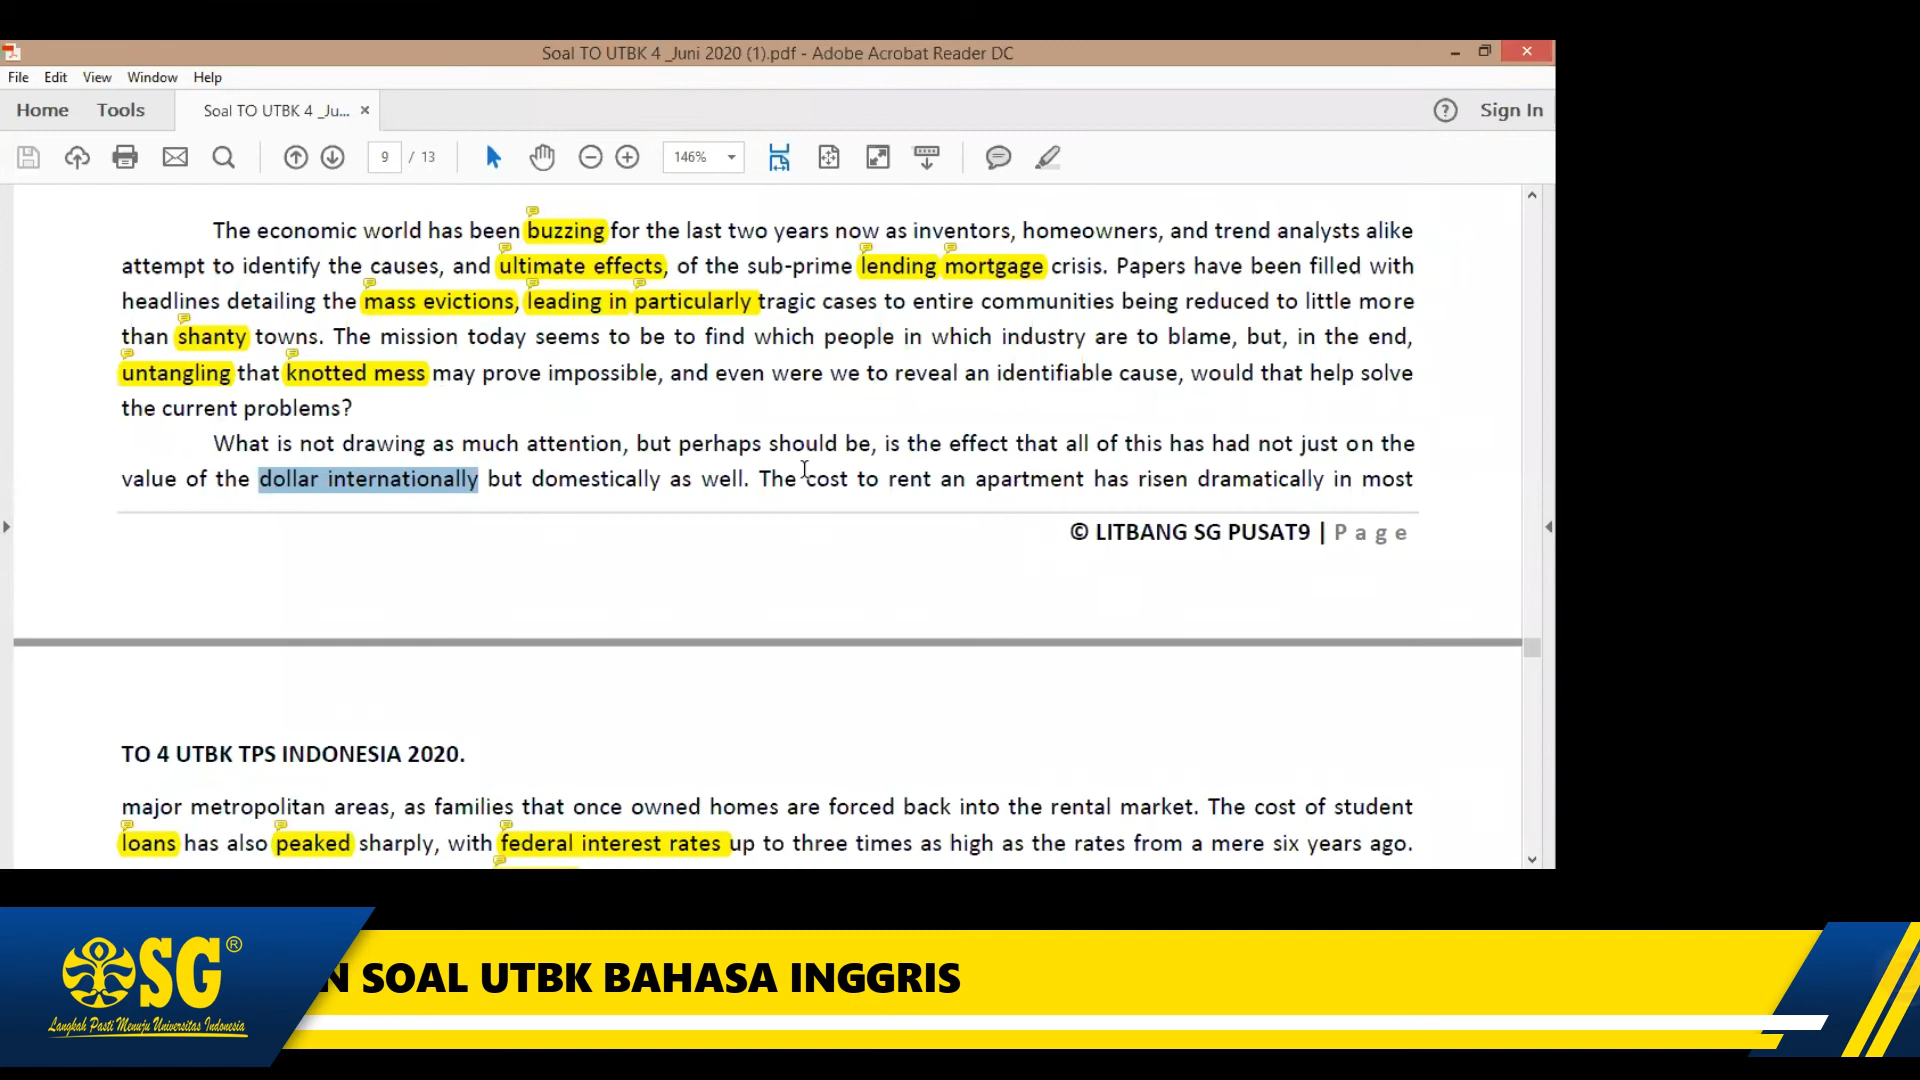 Soal TO UTBK 4 _Juni 2020 (1).pdf - Adobe Acrobat Reader DC
File Edit View Window Help
Home Tools Soal TO UTBK 4 _Ju... × Sign In
9 / 13 146%
The economic world has been buzzing for the last two years now as inventors, homeowners, and trend analysts alike
attempt to identify the causes, and ultimate effects, of the sub-prime lending mortgage crisis. Papers have been filled with
headlines detailing the mass evictions, leading in particularly tragic cases to entire communities being reduced to little more
than shanty towns. The mission today seems to be to find which people in which industry are to blame, but, in the end,
untangling that knotted mess may prove impossible, and even were we to reveal an identifiable cause, would that help solve
the current problems?
What is not drawing as much attention, but perhaps should be, is the effect that all of this has had not just on the
value of the dollar internationally but domestically as well. The cost to rent an apartment has risen dramatically in most
© LITBANG SG PUSAT9 | Page
TO 4 UTBK TPS INDONESIA 2020.
major metropolitan areas, as families that once owned homes are forced back into the rental market. The cost of student
loans has also peaked sharply, with federal interest rates up to three times as high as the rates from a mere six years ago.
SG®
Langkah Pasti Menuju Universitas Indonesia
N SOAL UTBK BAHASA INGGRIS